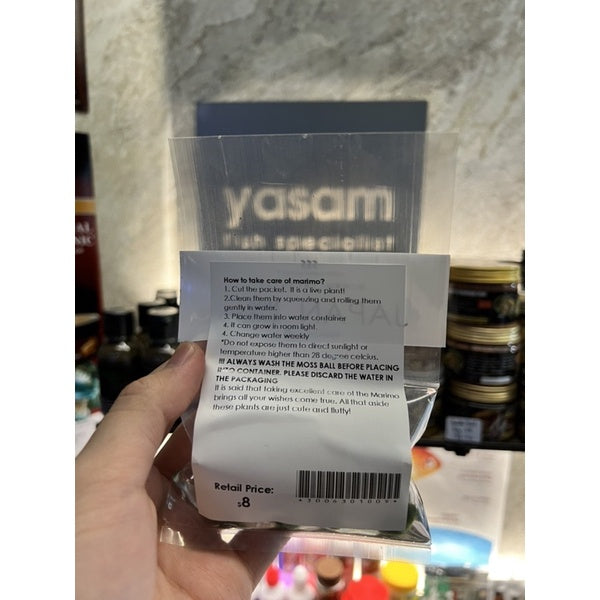 yasam
fish specialist
How to take care of marimo?
1. Cut the packet. It is a live plant!
2.Clean them by squeezing and rolling them
gently in water.
3. Place them into water container
4. It can grow in room light
4. Change water weekly
*Do not expose them to direct sunlight or
temperature higher than 28 degree celcius.
!!! ALWAYS WASH THE MOSS BALL BEFORE PLACING
INTO CONTAINER. PLEASE DISCARD THE WATER IN
THE PACKAGING
It is said that taking excellent care of the Marimo
brings all your wishes come true. All that aside
these plants are just cute and fluffy!
Retail Price:
$8